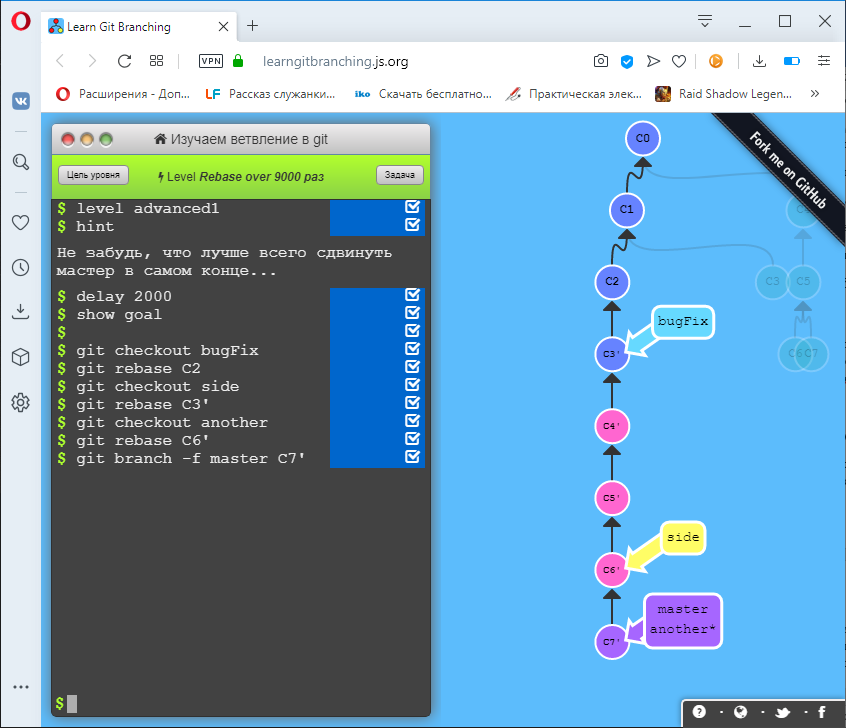 Learn Git Branching
VPN
learngitbranching.js.org
Расширения - Доп...
LF
Рассказ служанки...
iko
Скачать бесплатно...
Практическая элек...
Raid Shadow Legen...
Изучаем ветвление в git
Цель уровня
Level Rebase over 9000 раз
Задача
$ level advanced1
$ hint
Не забудь, что лучше всего сдвинуть
мастер в самом конце...
$ delay 2000
$ show goal
$
$ git checkout bugFix
$ git rebase C2
$ git checkout side
$ git rebase C3'
$ git checkout another
$ git rebase C6'
$ git branch -f master C7'
$
C0
Fork me on GitHub
C1
C2
C3
C5
bugFix
C3'
C6
C7
C4'
C5'
side
C6'
master
another*
C7'